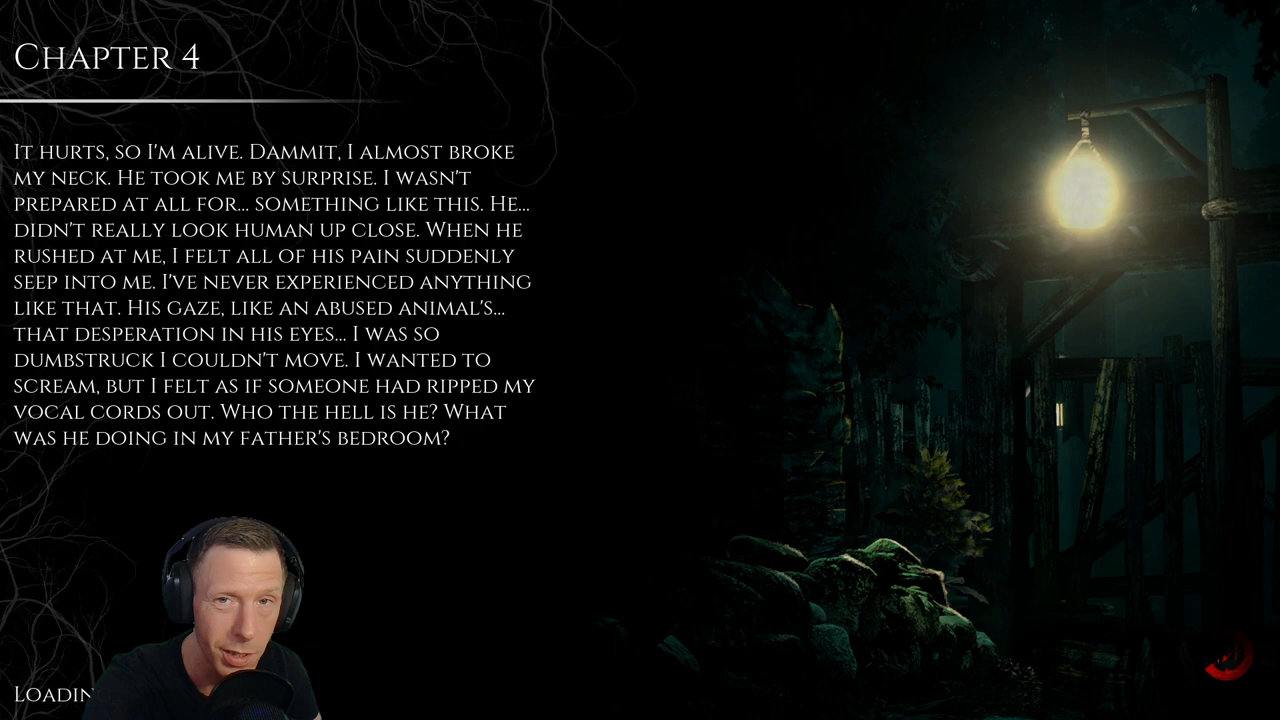 Chapter 4
It hurts, so I'm alive. Dammit, I almost broke
my neck. He took me by surprise. I wasn't
prepared at all for... something like this. He...
didn't really look human up close. When he
rushed at me, I felt all of his pain suddenly
seep into me. I've never experienced anything
like that. His gaze, like an abused animal's...
that desperation in his eyes... I was so
dumbstruck I couldn't move. I wanted to
scream, but I felt as if someone had ripped my
vocal cords out. Who the hell is he? What
was he doing in my father's bedroom?
Loadin